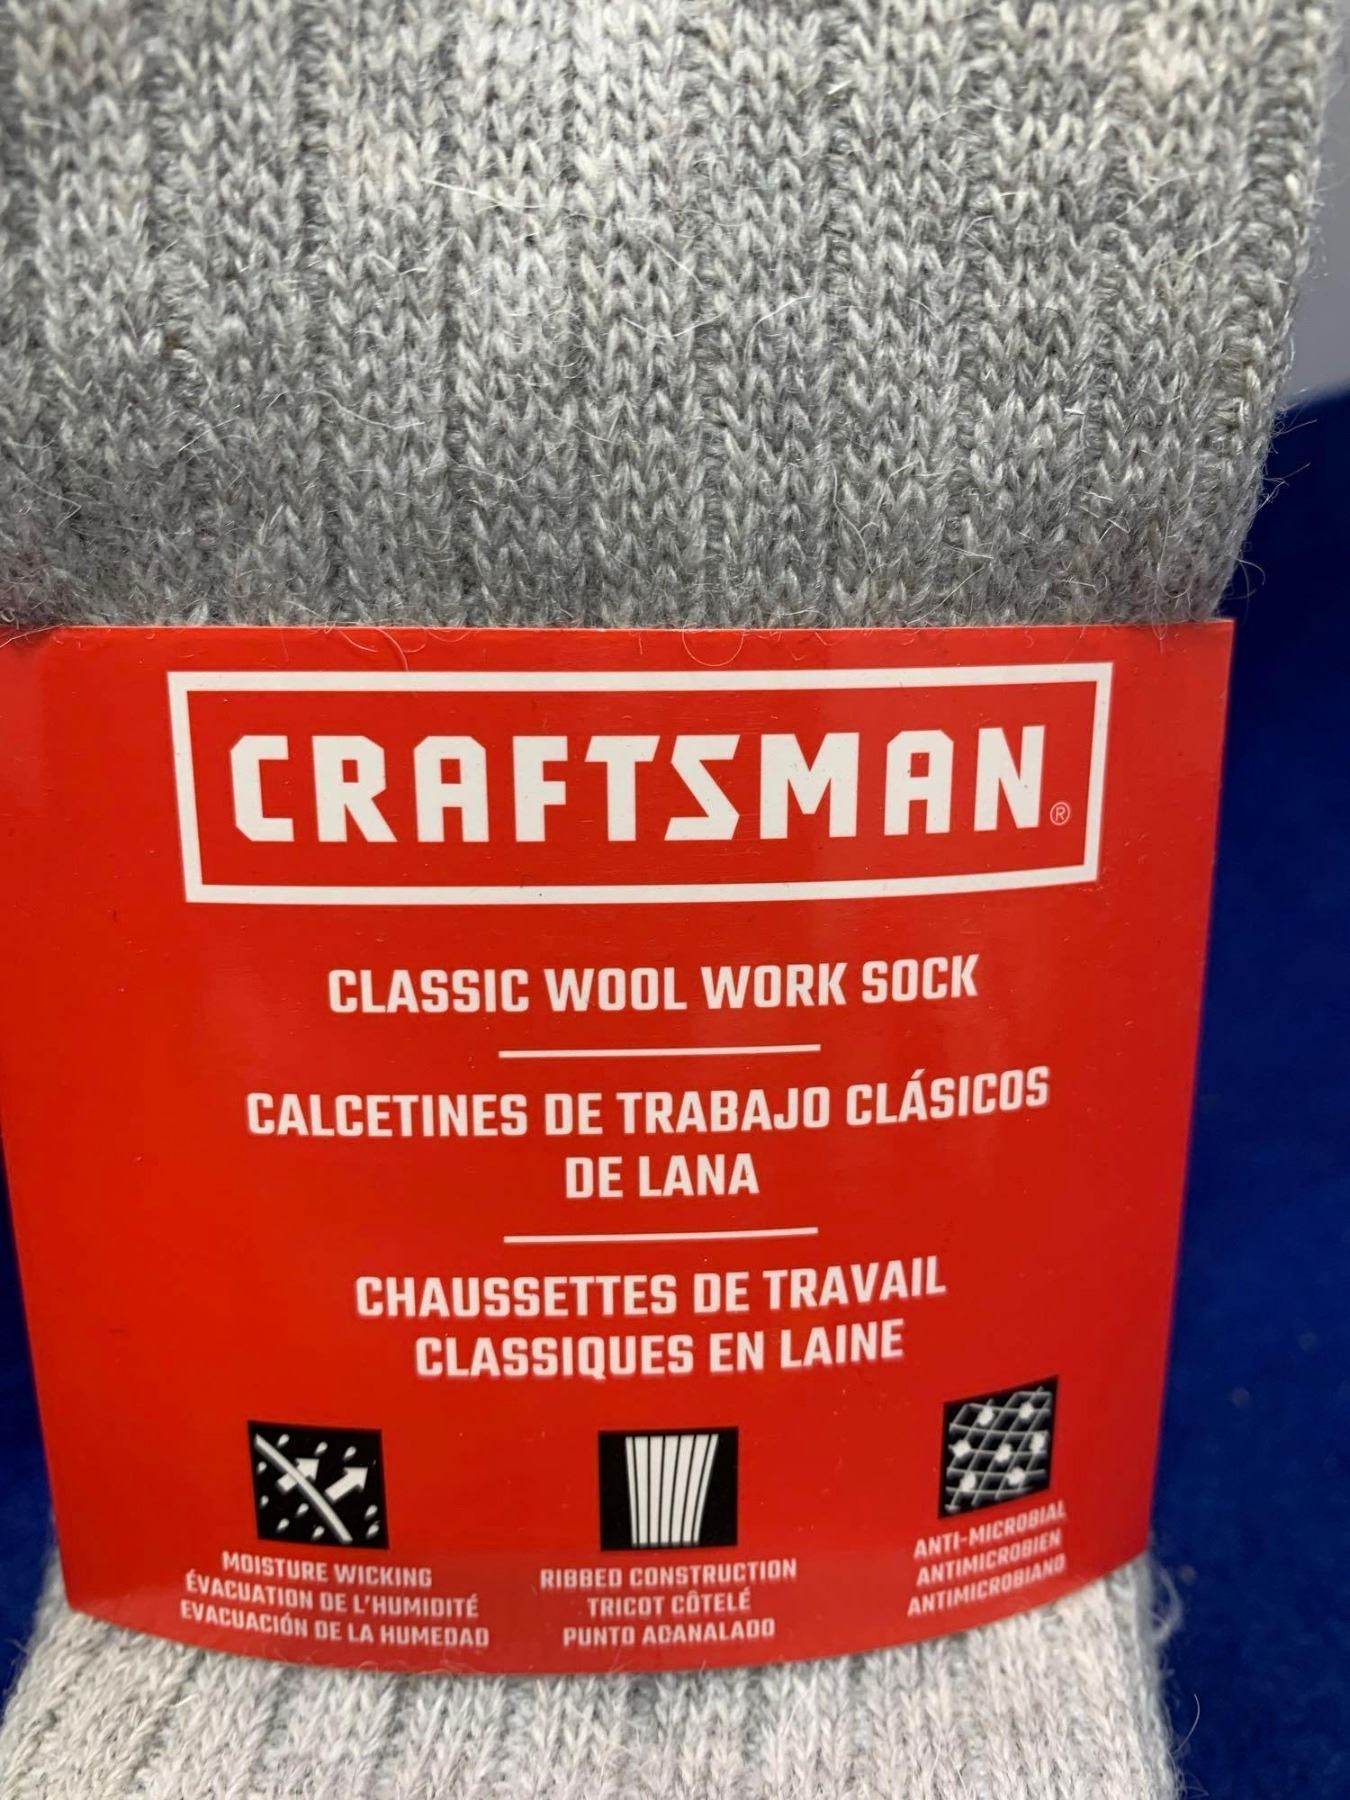 CRAFTSMAN®
CLASSIC WOOL WORK SOCK
CALCETINES DE TRABAJO CLÁSICOS
DE LANA
CHAUSSETTES DE TRAVAIL
CLASSIQUES EN LAINE
MOISTURE WICKING
ÉVACUATION DE L'HUMIDITÉ
EVACUACIÓN DE LA HUMEDAD
RIBBED CONSTRUCTION
TRICOT CÔTELÉ
PUNTO ACANALADO
ANTI-MICROBIAL
ANTIMICROBIEN
ANTIMICROBIANO